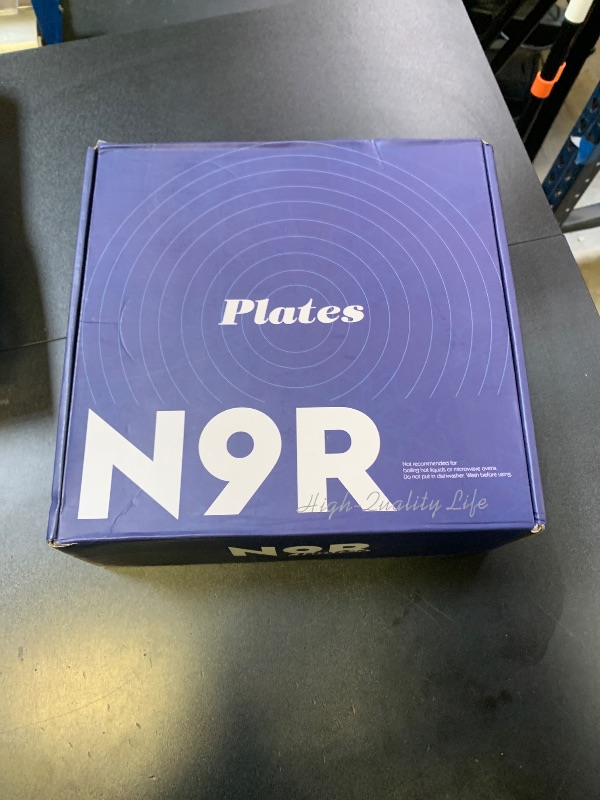 Plates
N9R
Not recommended for
boiling hot liquids or microwave ovens.
Do not put in dishwasher. Wash before using.
High-Quality Life
N9R